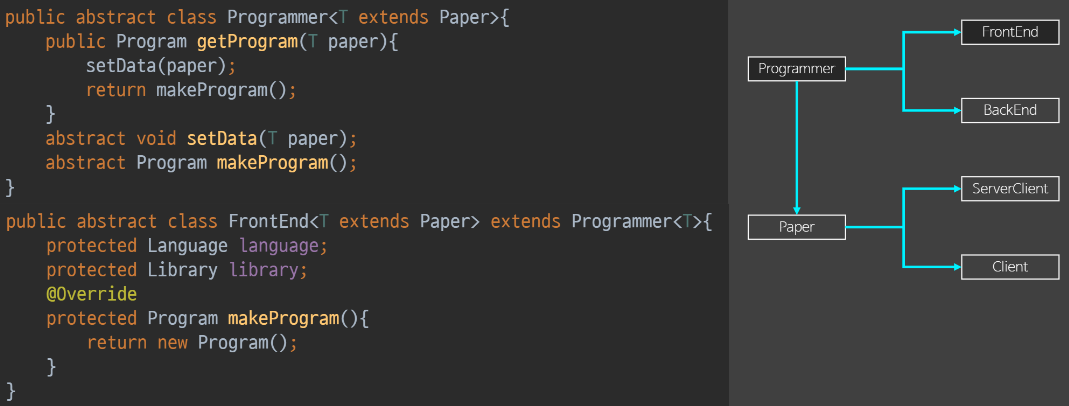 public abstract class Programmer<T extends Paper>{
    public Program getProgram(T paper){
        setData(paper);
        return makeProgram();
    }
    abstract void setData(T paper);
    abstract Program makeProgram();
}
public abstract class FrontEnd<T extends Paper> extends Programmer<T>{
    protected Language language;
    protected Library library;
    @Override
    protected Program makeProgram(){
        return new Program();
    }
}
FrontEnd
Programmer
BackEnd
ServerClient
Paper
Client